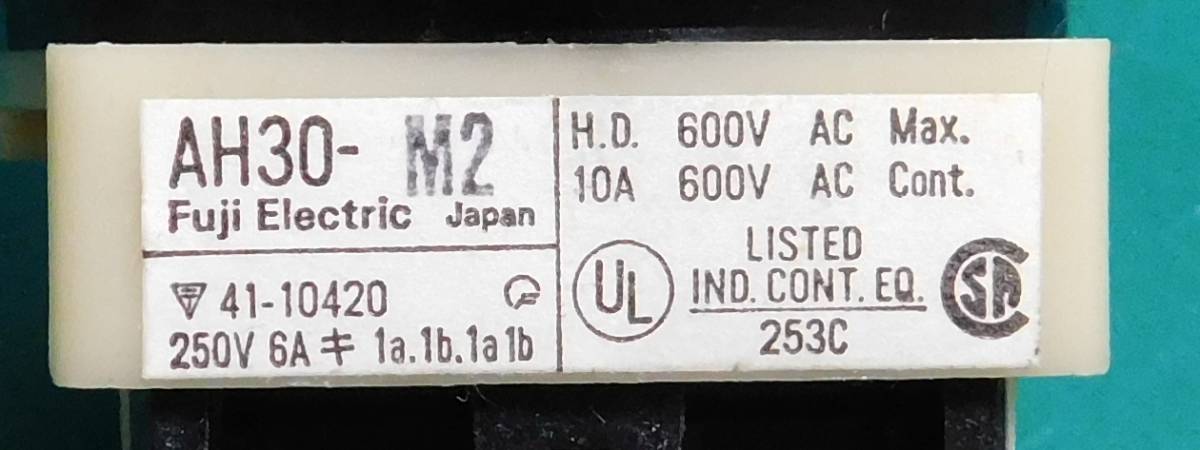 AH30- M2
Fuji Electric Japan
41-10420
250V 6A キ 1a.1b.1a1b
H.D. 600V AC Max.
10A 600V AC Cont.
UL
LISTED
IND. CONT. EQ.
253C
SA